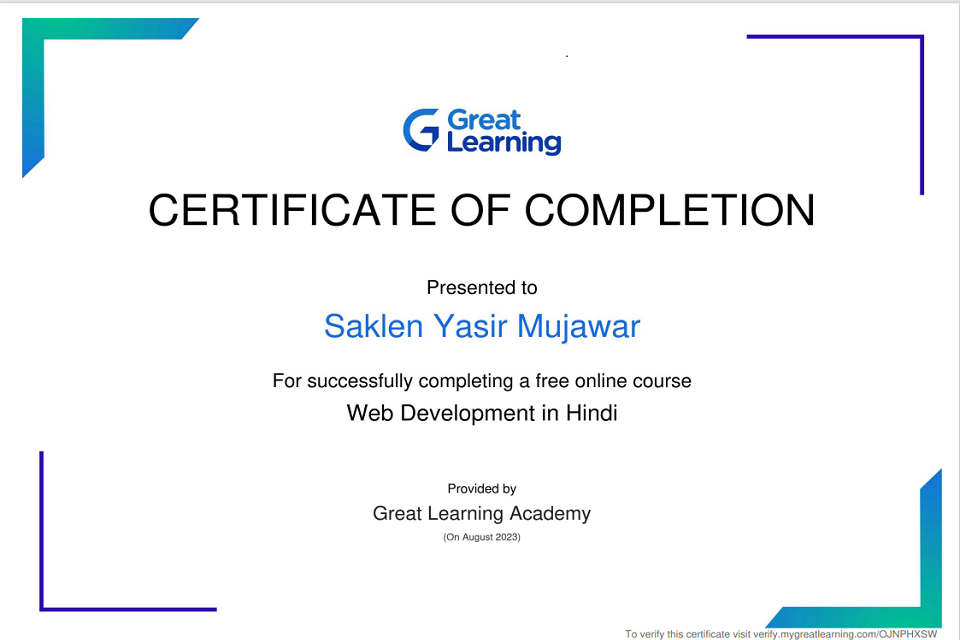 Great
Learning
CERTIFICATE OF COMPLETION
Presented to
Saklen Yasir Mujawar
For successfully completing a free online course
Web Development in Hindi
Provided by
Great Learning Academy
(On August 2023)
To verify this certificate visit verify.mygreatlearning.com/OJNPHXSW